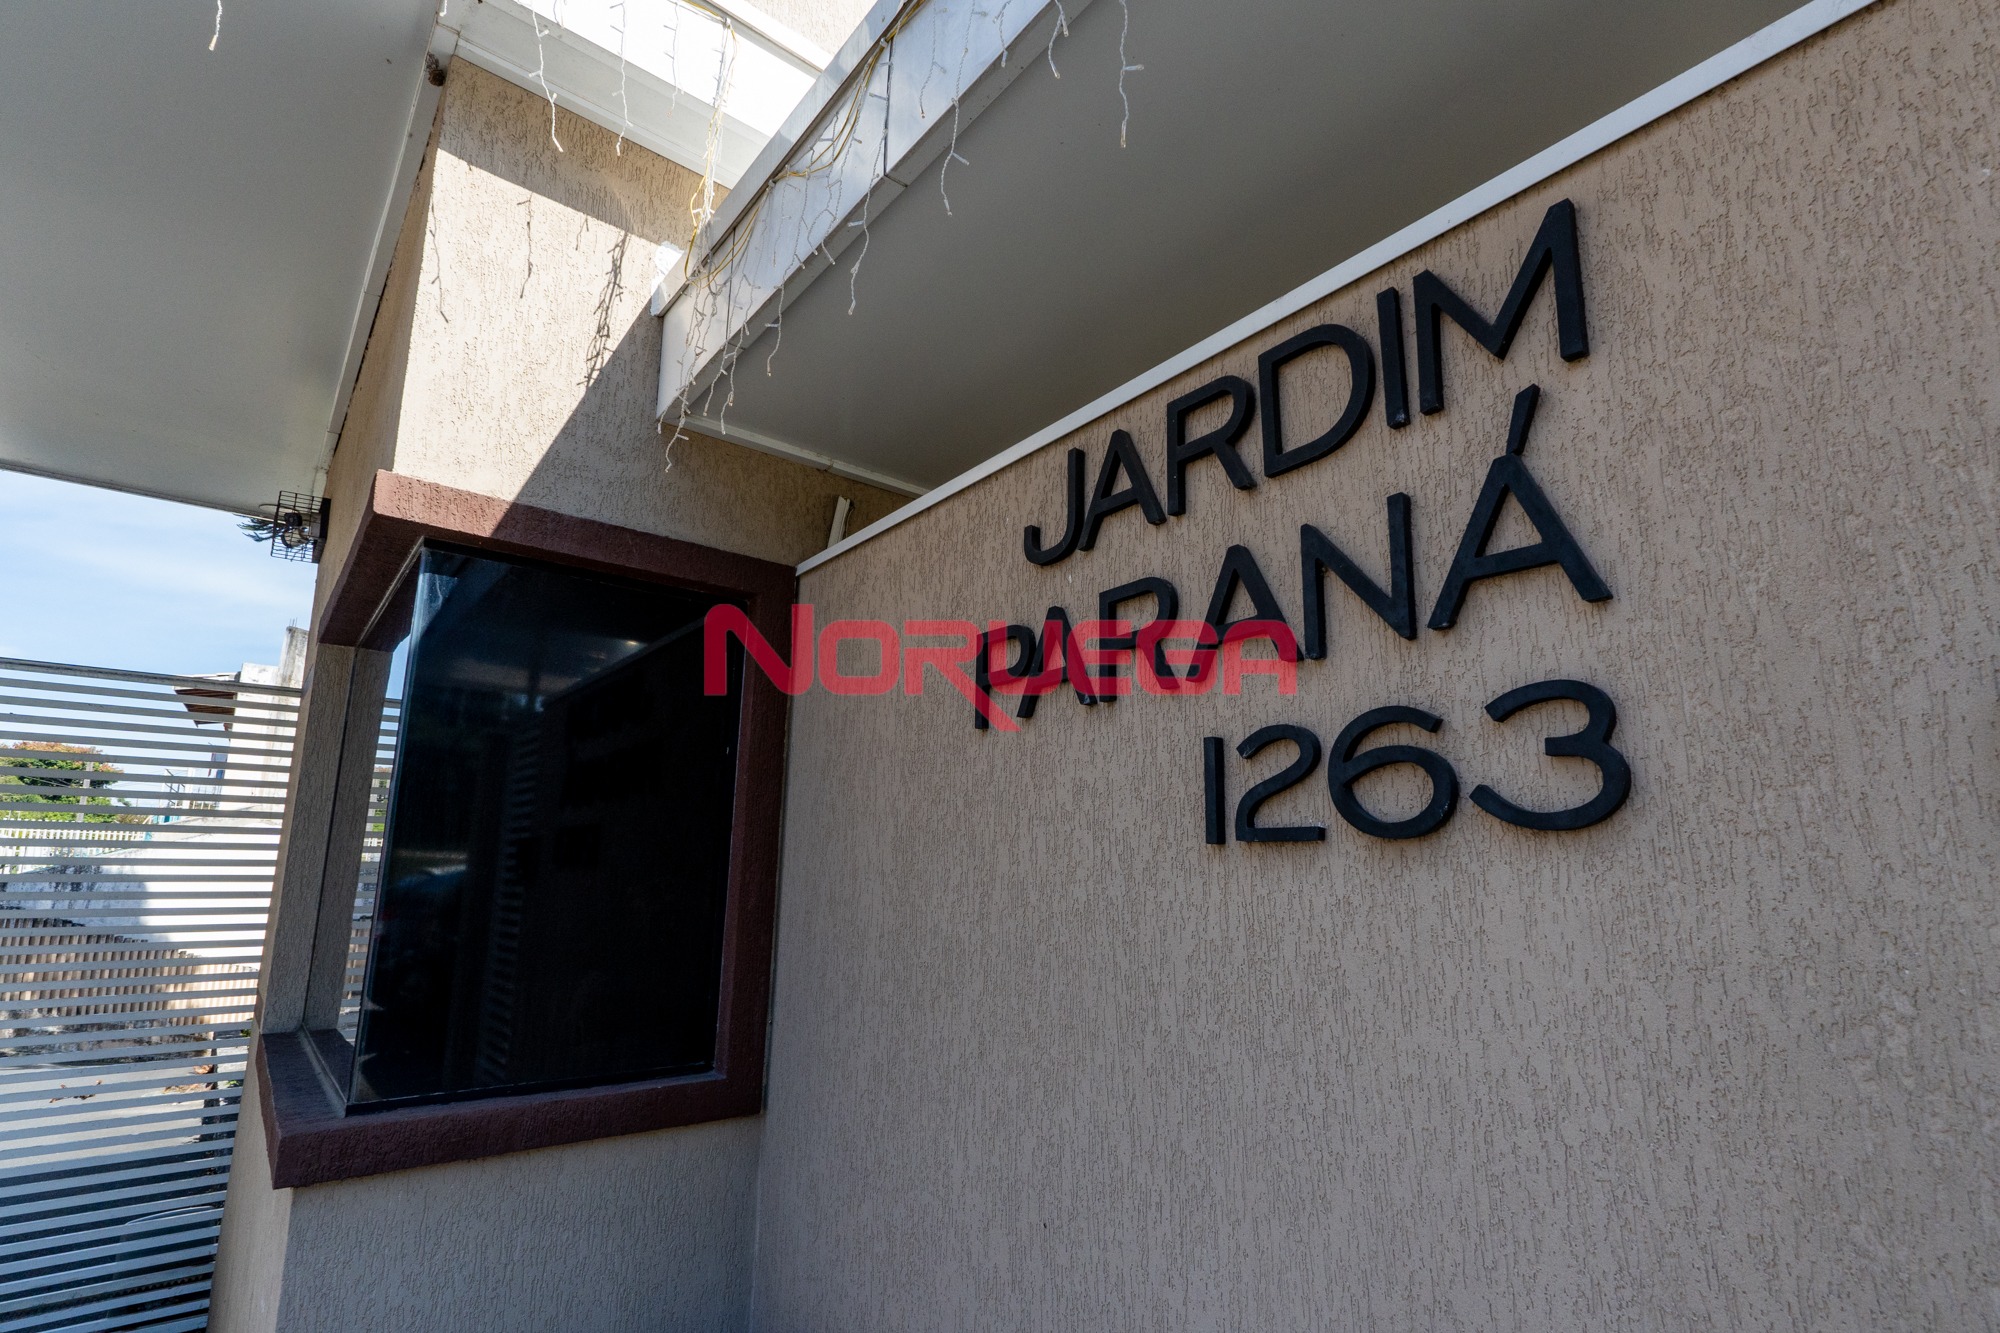 JARDIM
PARANÁ
1263
NORUEGA